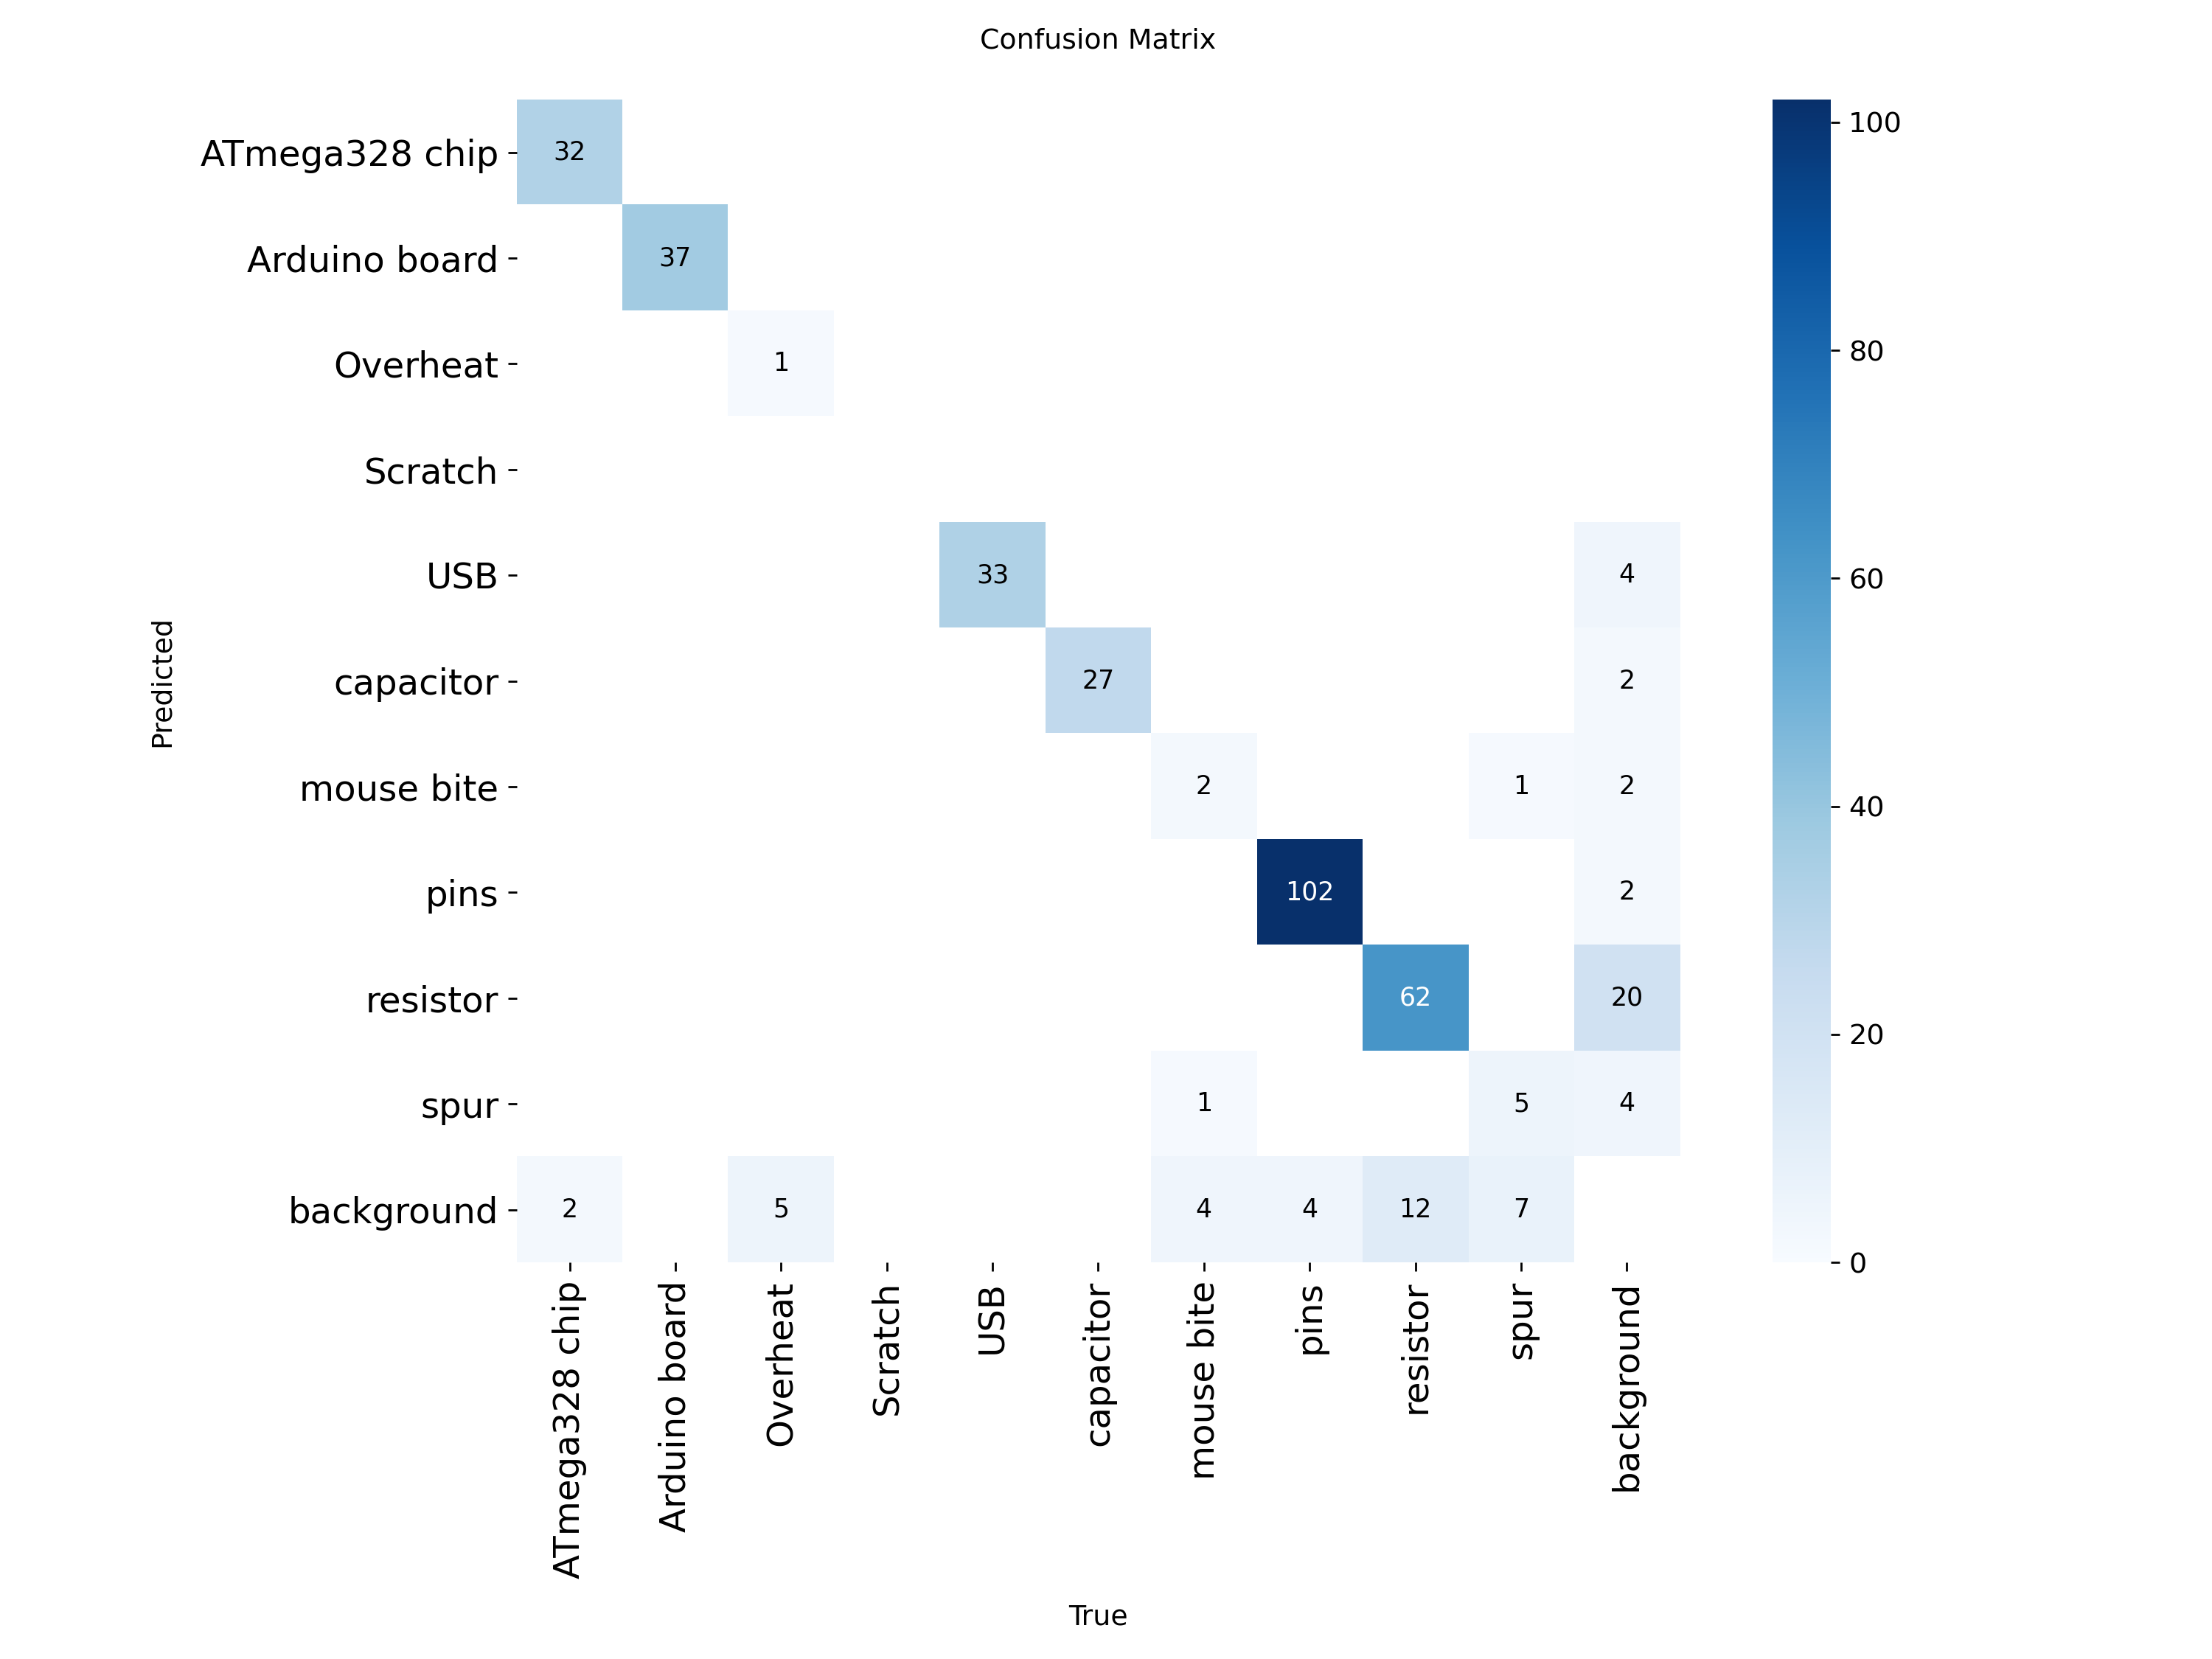 Confusion Matrix
ATmega328 chip 32
Arduino board 37
Overheat 1
Scratch
USB 33 4
capacitor 27 2
mouse bite 2 1 2
pins 102 2
resistor 62 20
spur 1 5 4
background 2 5 4 4 12 7
Predicted
ATmega328 chip
Arduino board
Overheat
Scratch
USB
capacitor
mouse bite
pins
resistor
spur
background
True
100
80
60
40
20
0